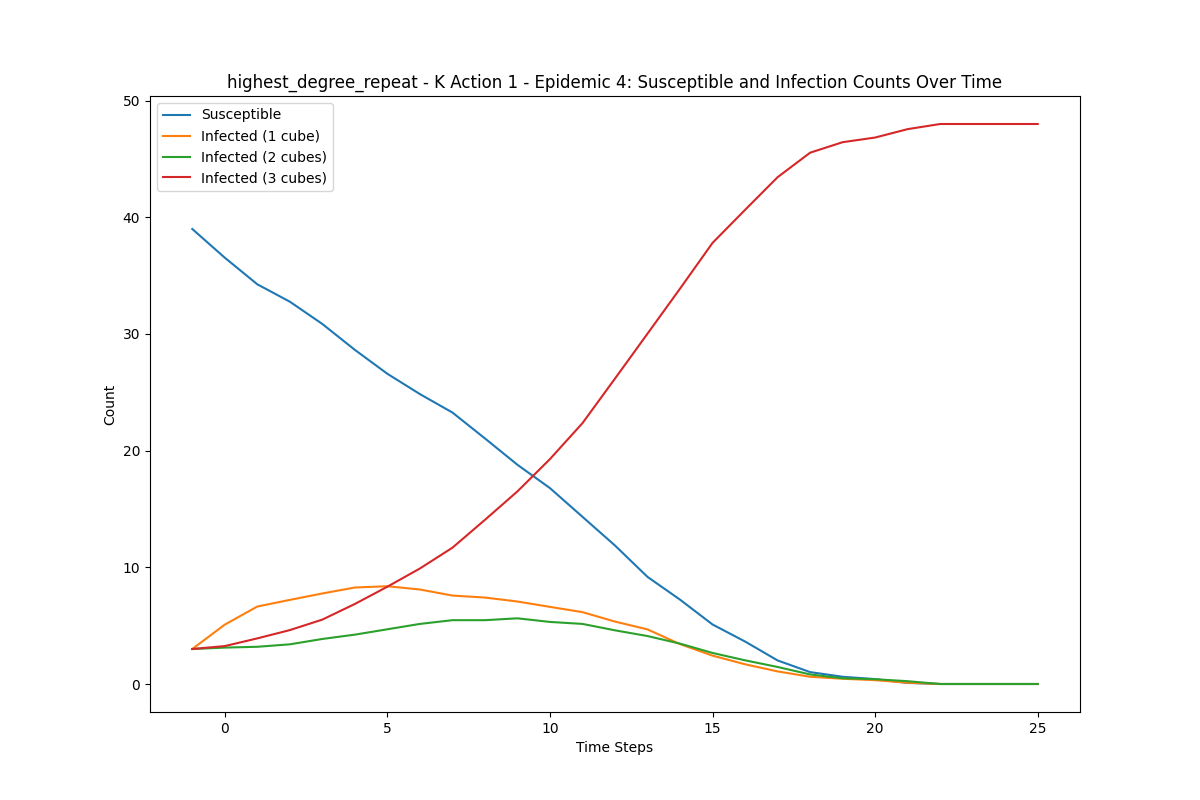 highest_degree_repeat - K Action 1 - Epidemic 4: Susceptible and Infection Counts Over Time
Susceptible
Infected (1 cube)
Infected (2 cubes)
Infected (3 cubes)
50
40
30
20
10
0
Count
0 5 10 15 20 25
Time Steps